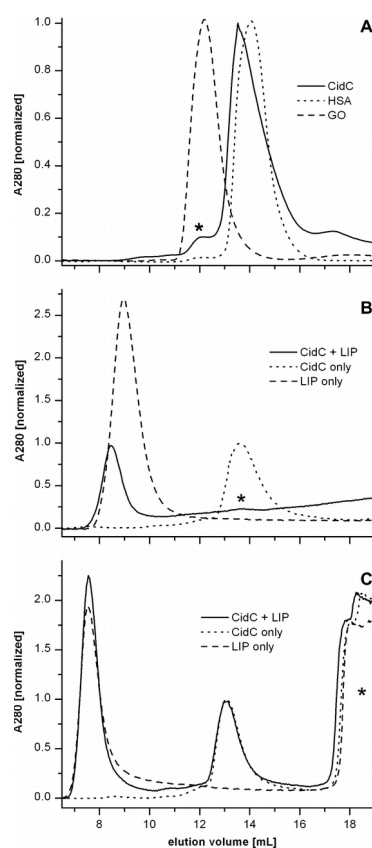 A
1.0
0.8
0.6
0.4
0.2
0.0
A280 [normalized]
CidC
HSA
GO
*
B
2.5
2.0
1.5
1.0
0.5
0.0
A280 [normalized]
CidC + LIP
CidC only
LIP only
*
C
2.0
1.5
1.0
0.5
0.0
A280 [normalized]
CidC + LIP
CidC only
LIP only
*
8 10 12 14 16 18
elution volume [mL]